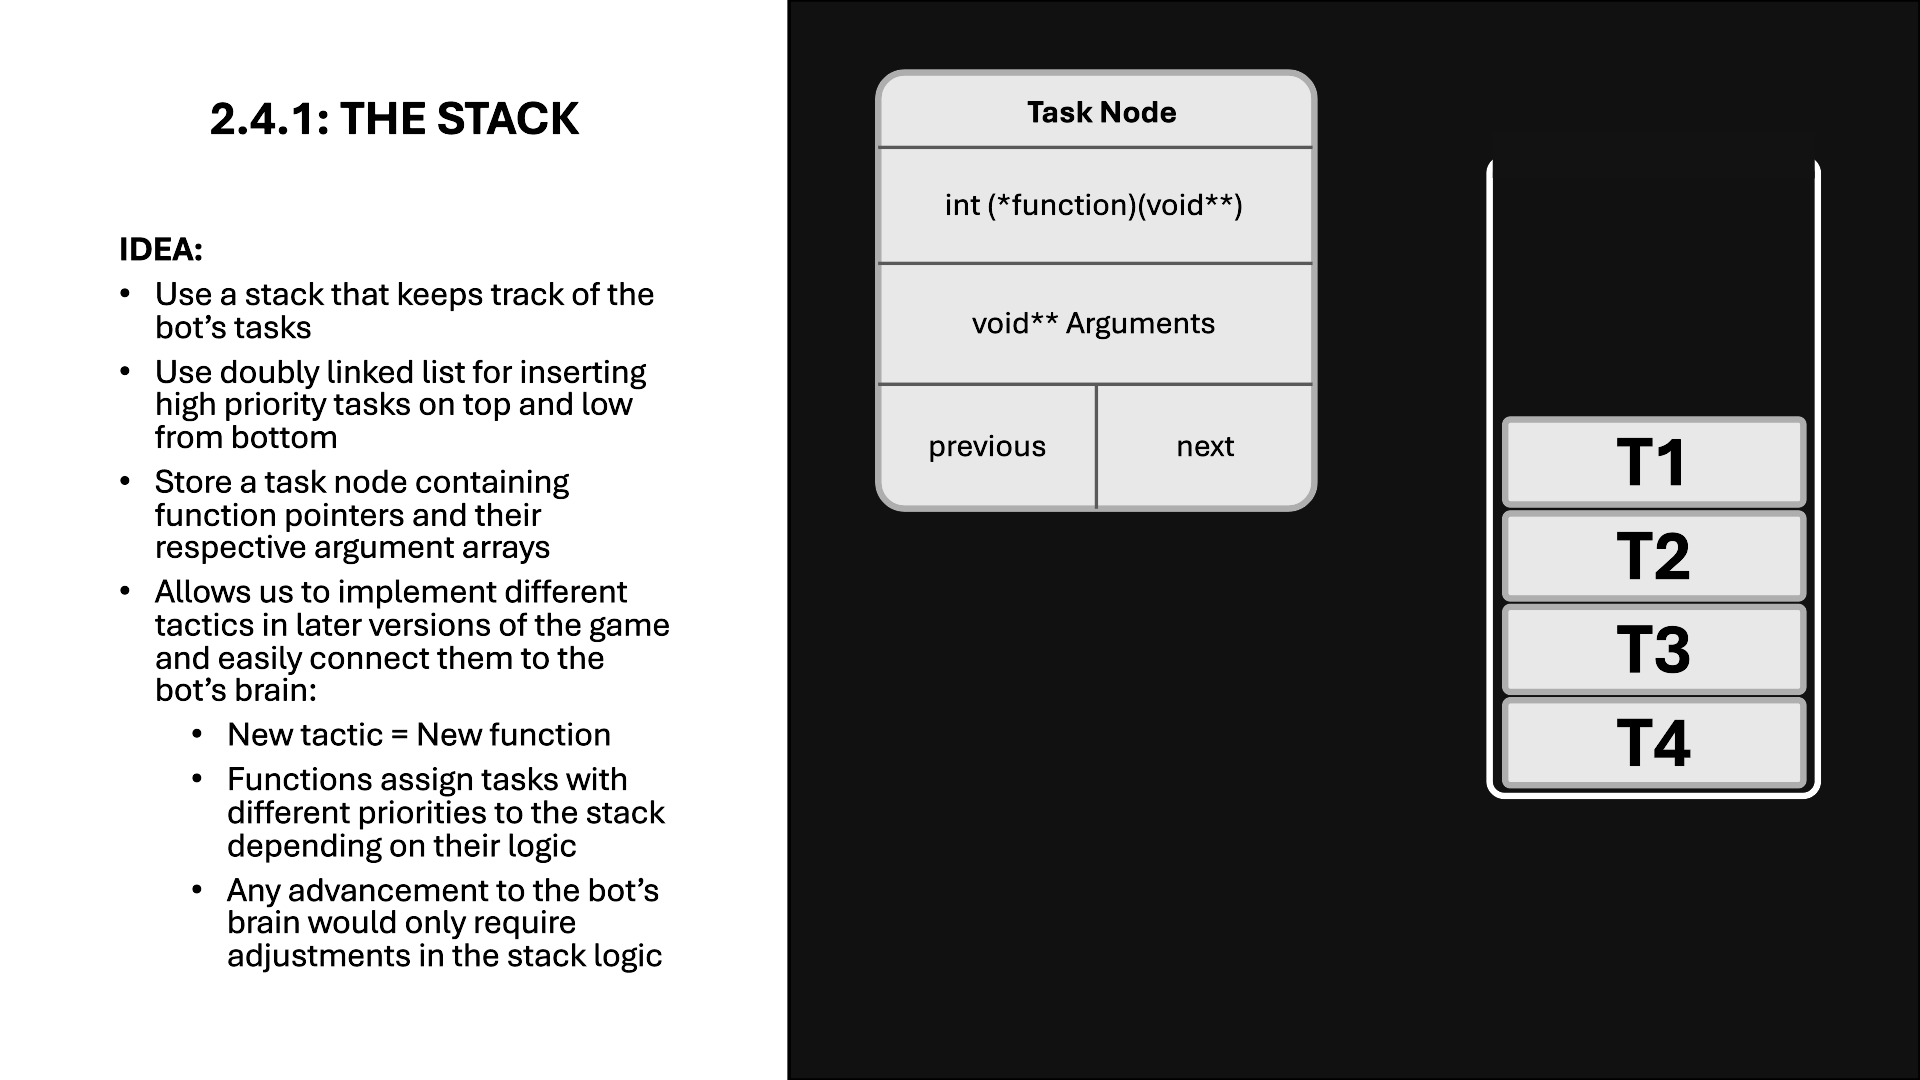 2.4.1: THE STACK
IDEA:
• Use a stack that keeps track of the
bot’s tasks
• Use doubly linked list for inserting
high priority tasks on top and low
from bottom
• Store a task node containing
function pointers and their
respective argument arrays
• Allows us to implement different
tactics in later versions of the game
and easily connect them to the
bot’s brain:
• New tactic = New function
• Functions assign tasks with
different priorities to the stack
depending on their logic
• Any advancement to the bot’s
brain would only require
adjustments in the stack logic
Task Node
int (*function)(void**)
void** Arguments
previous
next
T1
T2
T3
T4